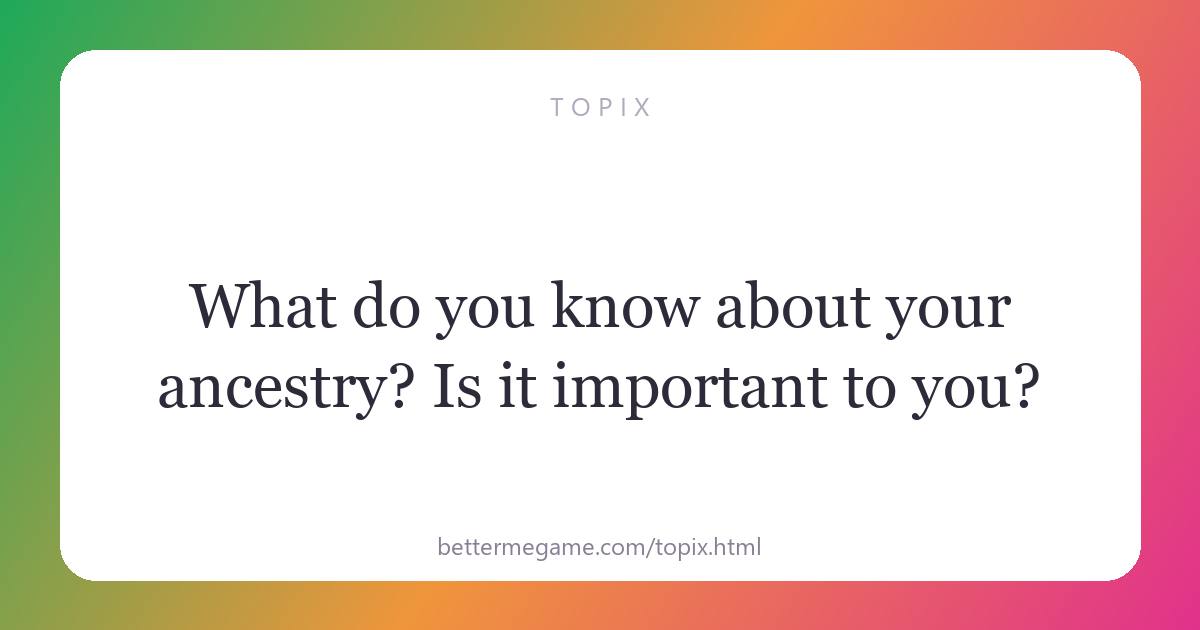 TOPIX
What do you know about your
ancestry? Is it important to you?
bettermegame.com/topix.html